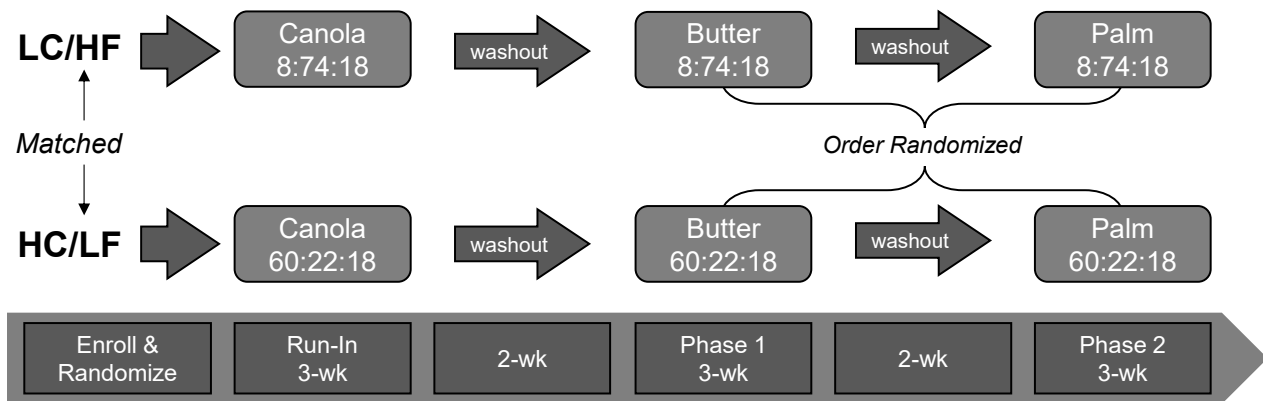 LC/HF
Canola
8:74:18
washout
Butter
8:74:18
washout
Palm
8:74:18
Matched
Order Randomized
HC/LF
Canola
60:22:18
washout
Butter
60:22:18
washout
Palm
60:22:18
Enroll &
Randomize
Run-In
3-wk
2-wk
Phase 1
3-wk
2-wk
Phase 2
3-wk